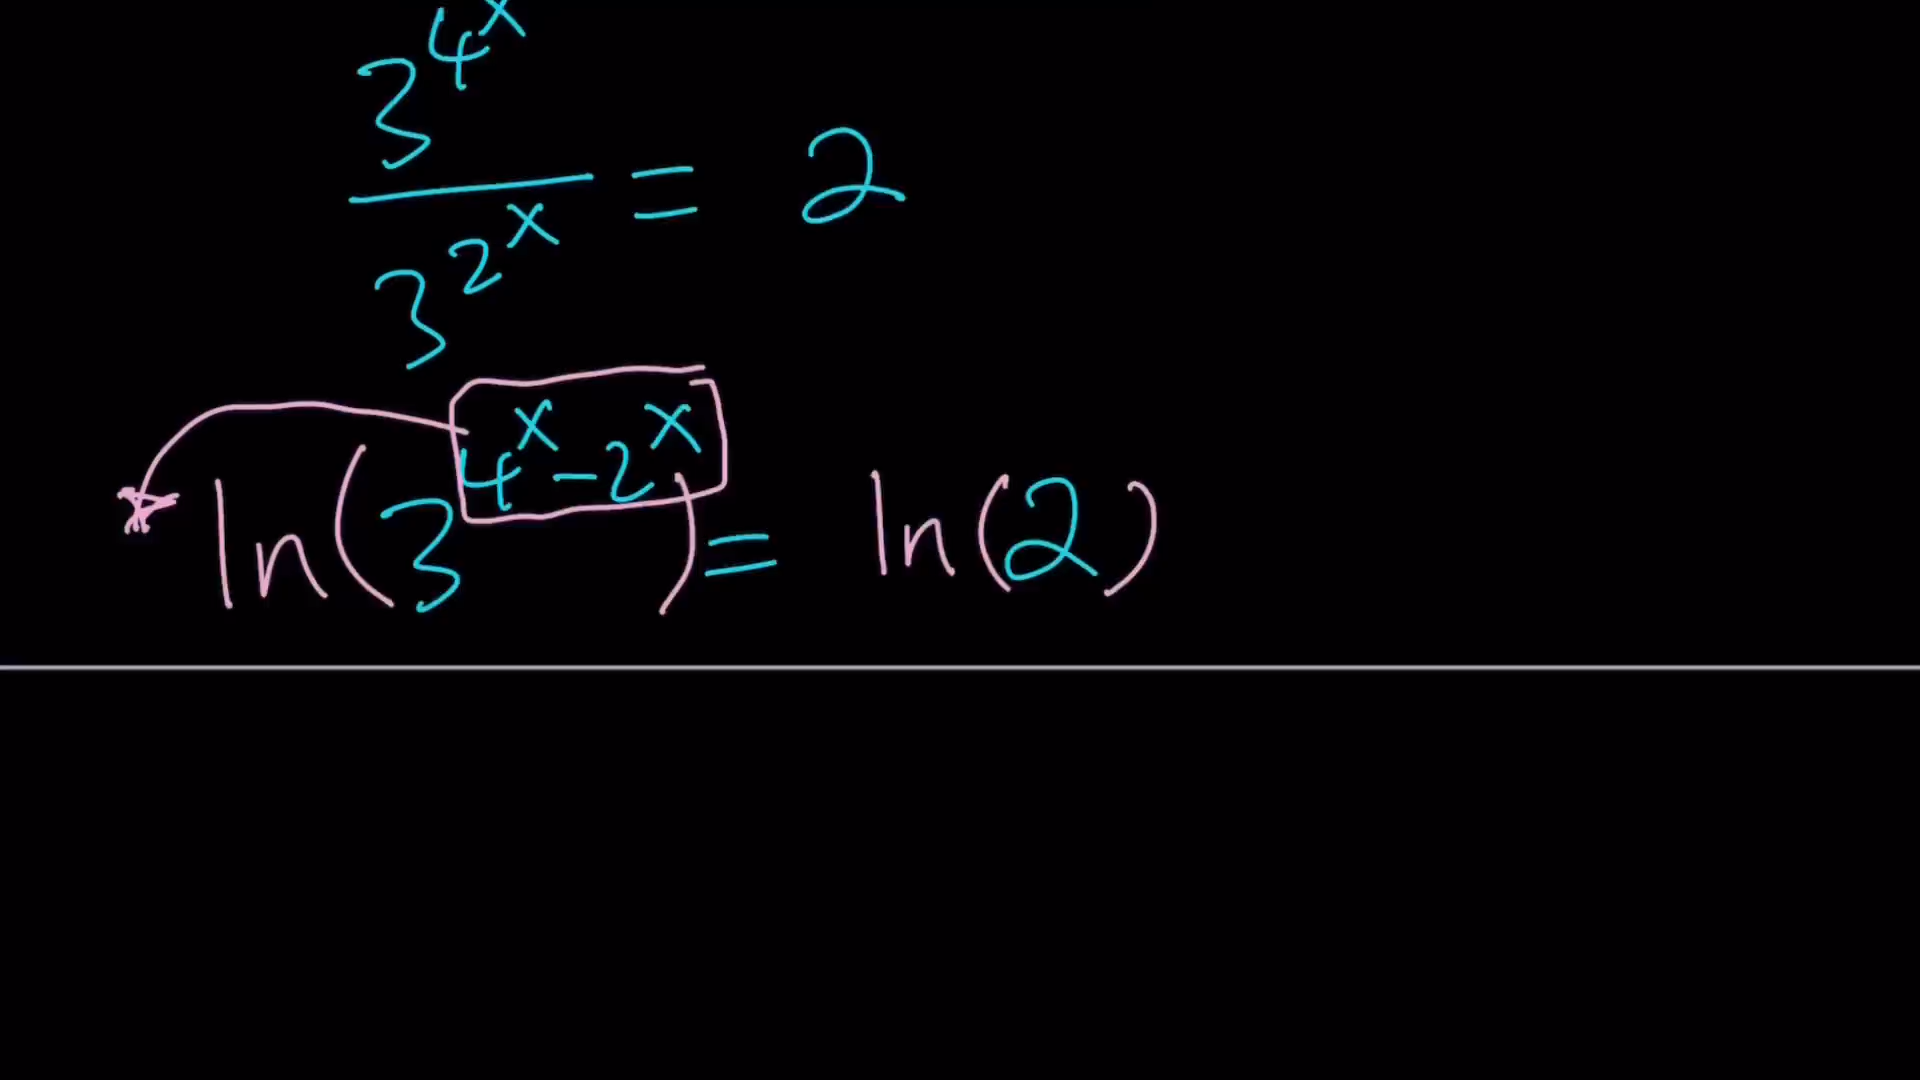 3^{4^x}
/ 3^{2^x} = 2
ln(3^{4^x - 2^x}) = ln(2)